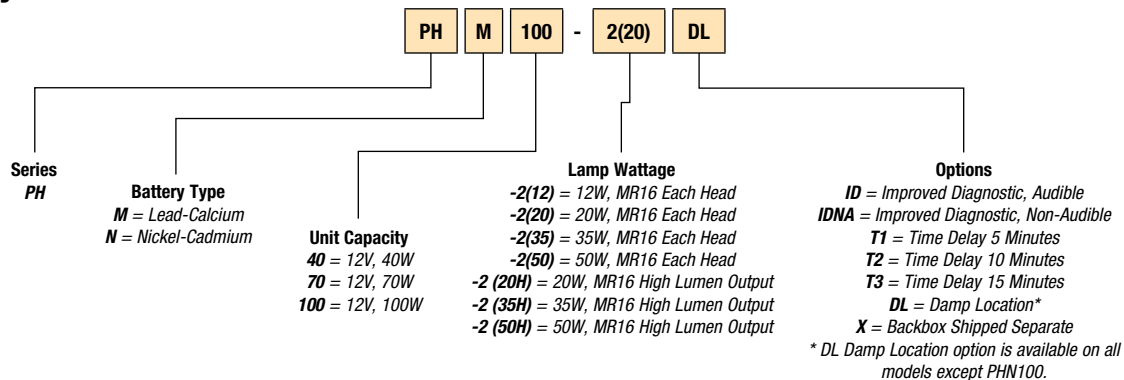 PH M 100 - 2(20) DL
Series
PH
Battery Type
M = Lead-Calcium
N = Nickel-Cadmium
Unit Capacity
40 = 12V, 40W
70 = 12V, 70W
100 = 12V, 100W
Lamp Wattage
-2(12) = 12W, MR16 Each Head
-2(20) = 20W, MR16 Each Head
-2(35) = 35W, MR16 Each Head
-2(50) = 50W, MR16 Each Head
-2 (20H) = 20W, MR16 High Lumen Output
-2 (35H) = 35W, MR16 High Lumen Output
-2 (50H) = 50W, MR16 High Lumen Output
Options
ID = Improved Diagnostic, Audible
IDNA = Improved Diagnostic, Non-Audible
T1 = Time Delay 5 Minutes
T2 = Time Delay 10 Minutes
T3 = Time Delay 15 Minutes
DL = Damp Location*
X = Backbox Shipped Separate
* DL Damp Location option is available on all
models except PHN100.